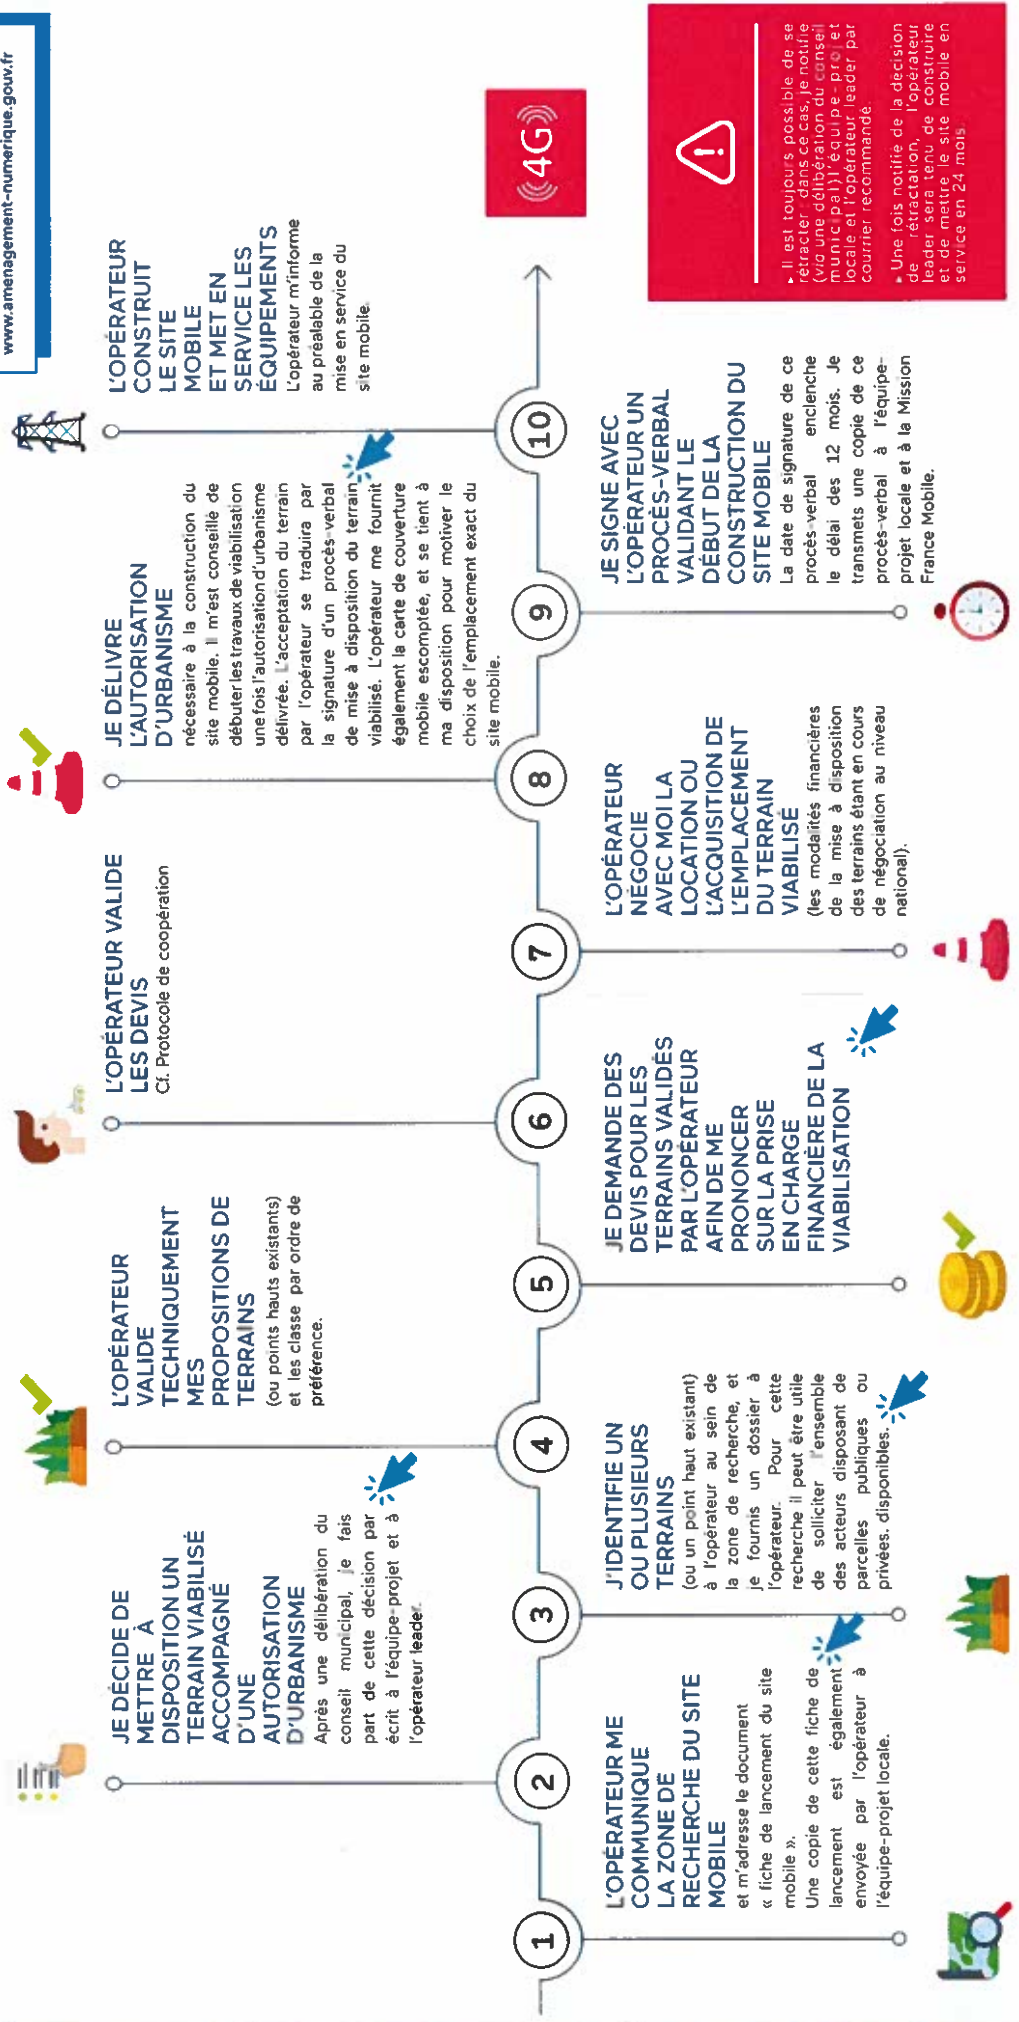 www.amenagement-numerique.gouv.fr
1
L'OPÉRATEUR ME
COMMUNIQUE
LA ZONE DE
RECHERCHE DU SITE
MOBILE
et m'adresse le document
« fiche de lancement du site
mobile ».
Une copie de cette fiche de
lancement est également
envoyée par l'opérateur à
l'équipe-projet locale.
2
JE DÉCIDE DE
METTRE À
DISPOSITION UN
TERRAIN VIABILISÉ
ACCOMPAGNÉ
D'UNE
AUTORISATION
D'URBANISME
Après une délibération du
conseil municipal, je fais
part de cette décision par
écrit à l'équipe-projet et à
l'opérateur leader.
3
J'IDENTIFIE UN
OU PLUSIEURS
TERRAINS
(ou un point haut existant)
à l'opérateur au sein de
la zone de recherche, et
je fournis un dossier à
l'opérateur. Pour cette
recherche il peut être utile
de solliciter l'ensemble
des acteurs disposant de
parcelles publiques ou
privées. disponibles.
4
L'OPÉRATEUR
VALIDE
TECHNIQUEMENT
MES
PROPOSITIONS DE
TERRAINS
(ou points hauts existants)
et les classe par ordre de
préférence.
5
JE DEMANDE DES
DEVIS POUR LES
TERRAINS VALIDÉS
PAR L'OPÉRATEUR
AFIN DE ME
PRONONCER
SUR LA PRISE
EN CHARGE
FINANCIÈRE DE LA
VIABILISATION
6
L'OPÉRATEUR VALIDE
LES DEVIS
Cf. Protocole de coopération
7
L'OPÉRATEUR
NÉGOCIE
AVEC MOI LA
LOCATION OU
L'ACQUISITION DE
L'EMPLACEMENT
DU TERRAIN
VIABILISÉ
(les modalités financières
de la mise à disposition
des terrains étant en cours
de négociation au niveau
national).
8
JE DÉLIVRE
L'AUTORISATION
D'URBANISME
nécessaire à la construction du
site mobile. Il m'est conseillé de
débuter les travaux de viabilisation
une fois l'autorisation d'urbanisme
délivrée. L'acceptation du terrain
par l'opérateur se traduira par
la signature d'un procès-verbal
de mise à disposition du terrain
viabilisé. L'opérateur me fournit
également la carte de couverture
mobile escomptée, et se tient à
ma disposition pour motiver le
choix de l'emplacement exact du
site mobile.
9
JE SIGNE AVEC
L'OPÉRATEUR UN
PROCÈS-VERBAL
VALIDANT LE
DÉBUT DE LA
CONSTRUCTION DU
SITE MOBILE
La date de signature de ce
procès-verbal enclenche
le délai des 12 mois. Je
transmets une copie de ce
procès-verbal à l'équipe-
projet locale et à la Mission
France Mobile.
10
L'OPÉRATEUR
CONSTRUIT
LE SITE
MOBILE
ET MET EN
SERVICE LES
ÉQUIPEMENTS
L'opérateur m'informe
au préalable de la
mise en service du
site mobile.
4G
▸ Il est toujours possible de se
rétracter : dans ce cas, je notifie
(via une délibération du conseil
municipal) l'équipe-projet
locale et l'opérateur leader par
courrier recommandé.
▸ Une fois notifié de la décision
de rétractation, l'opérateur
leader sera tenu de construire
et de mettre le site mobile en
service en 24 mois.